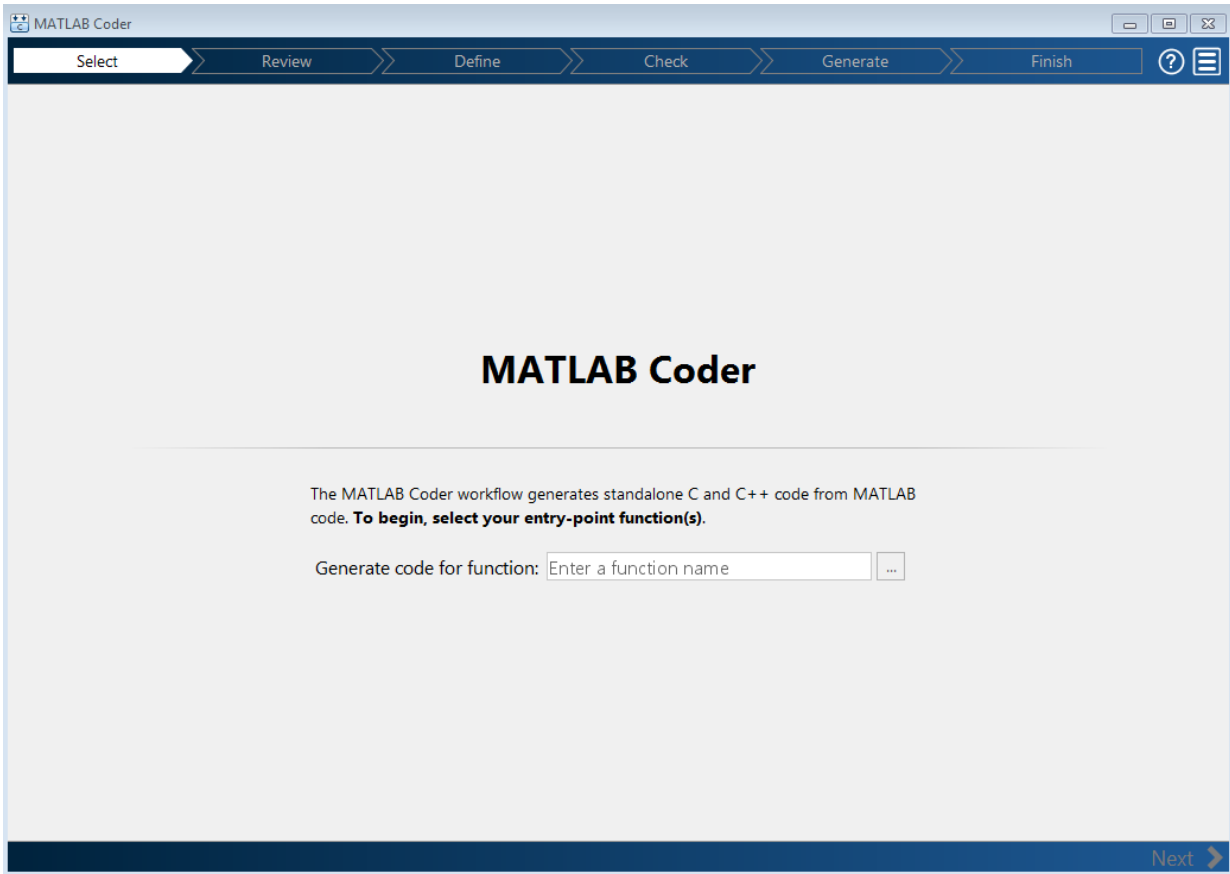 MATLAB Coder
Select Review Define Check Generate Finish
MATLAB Coder
The MATLAB Coder workflow generates standalone C and C++ code from MATLAB
code. To begin, select your entry-point function(s).
Generate code for function: Enter a function name ...
Next